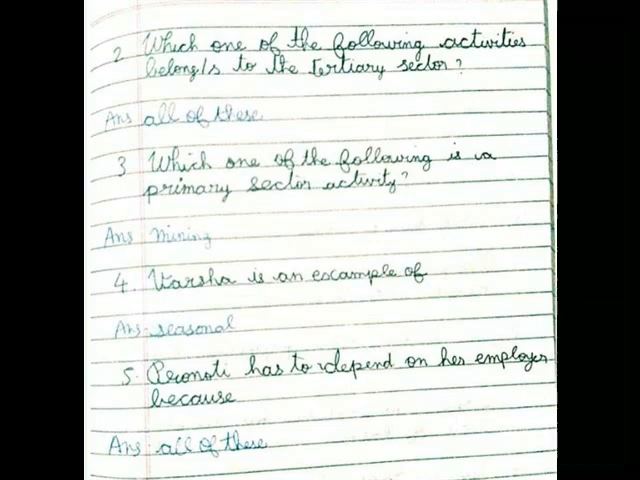 2 Which one of the following activities
belong/s to the tertiary sector?
Ans all of these
3 Which one of the following is a
primary sector activity?
Ans mining
4. Varsha is an example of
Ans. seasonal
5. Pronoti has to depend on her employer
because
Ans. all of these